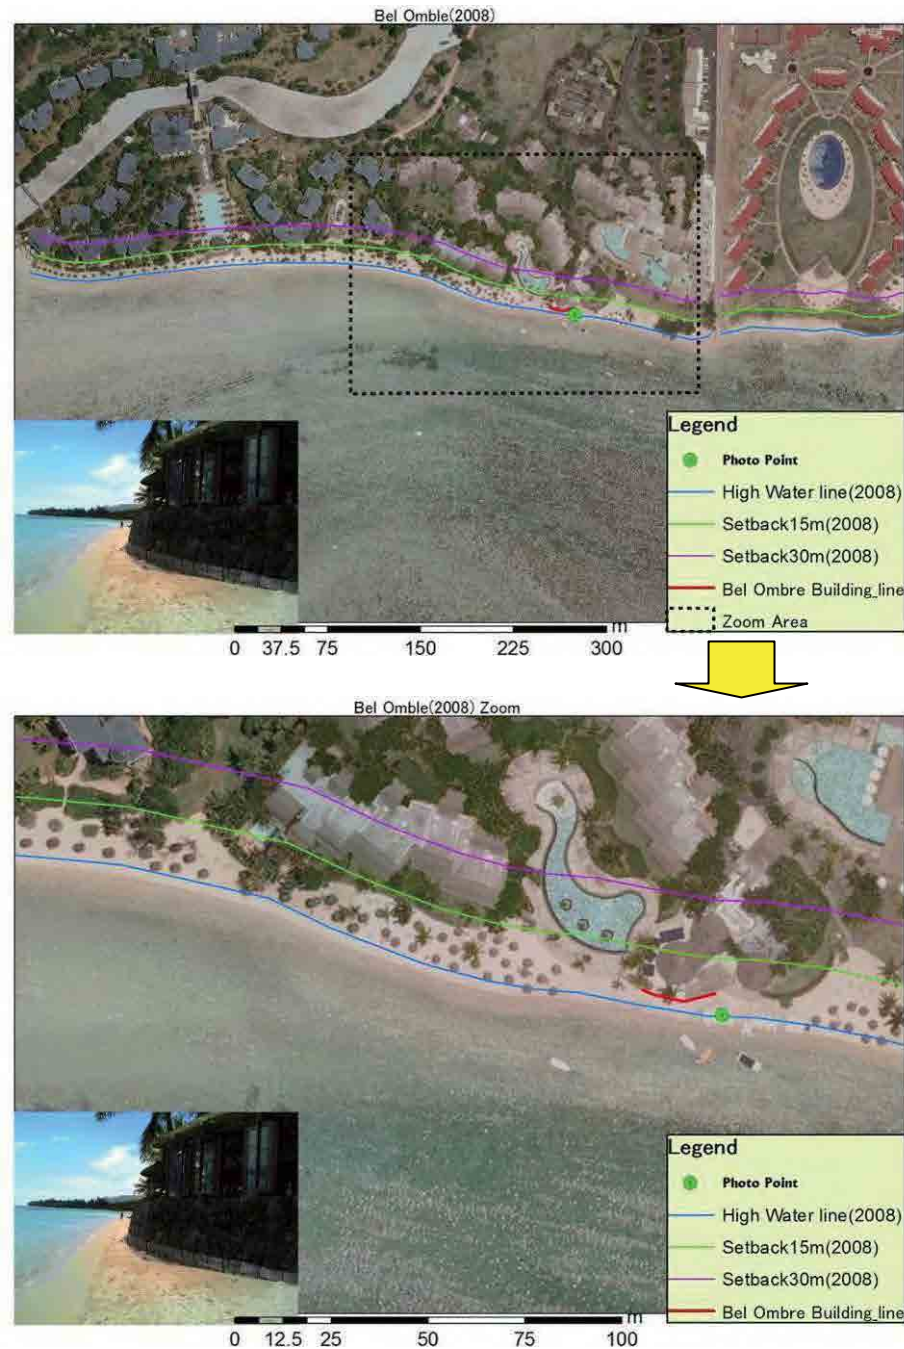 Bel Omble(2008)
Legend
Photo Point
High Water line(2008)
Setback15m(2008)
Setback30m(2008)
Bel Ombre Building_line
Zoom Area
m
0 37.5 75 150 225 300
Bel Omble(2008) Zoom
Legend
Photo Point
High Water line(2008)
Setback15m(2008)
Setback30m(2008)
Bel Ombre Building_line
m
0 12.5 25 50 75 100